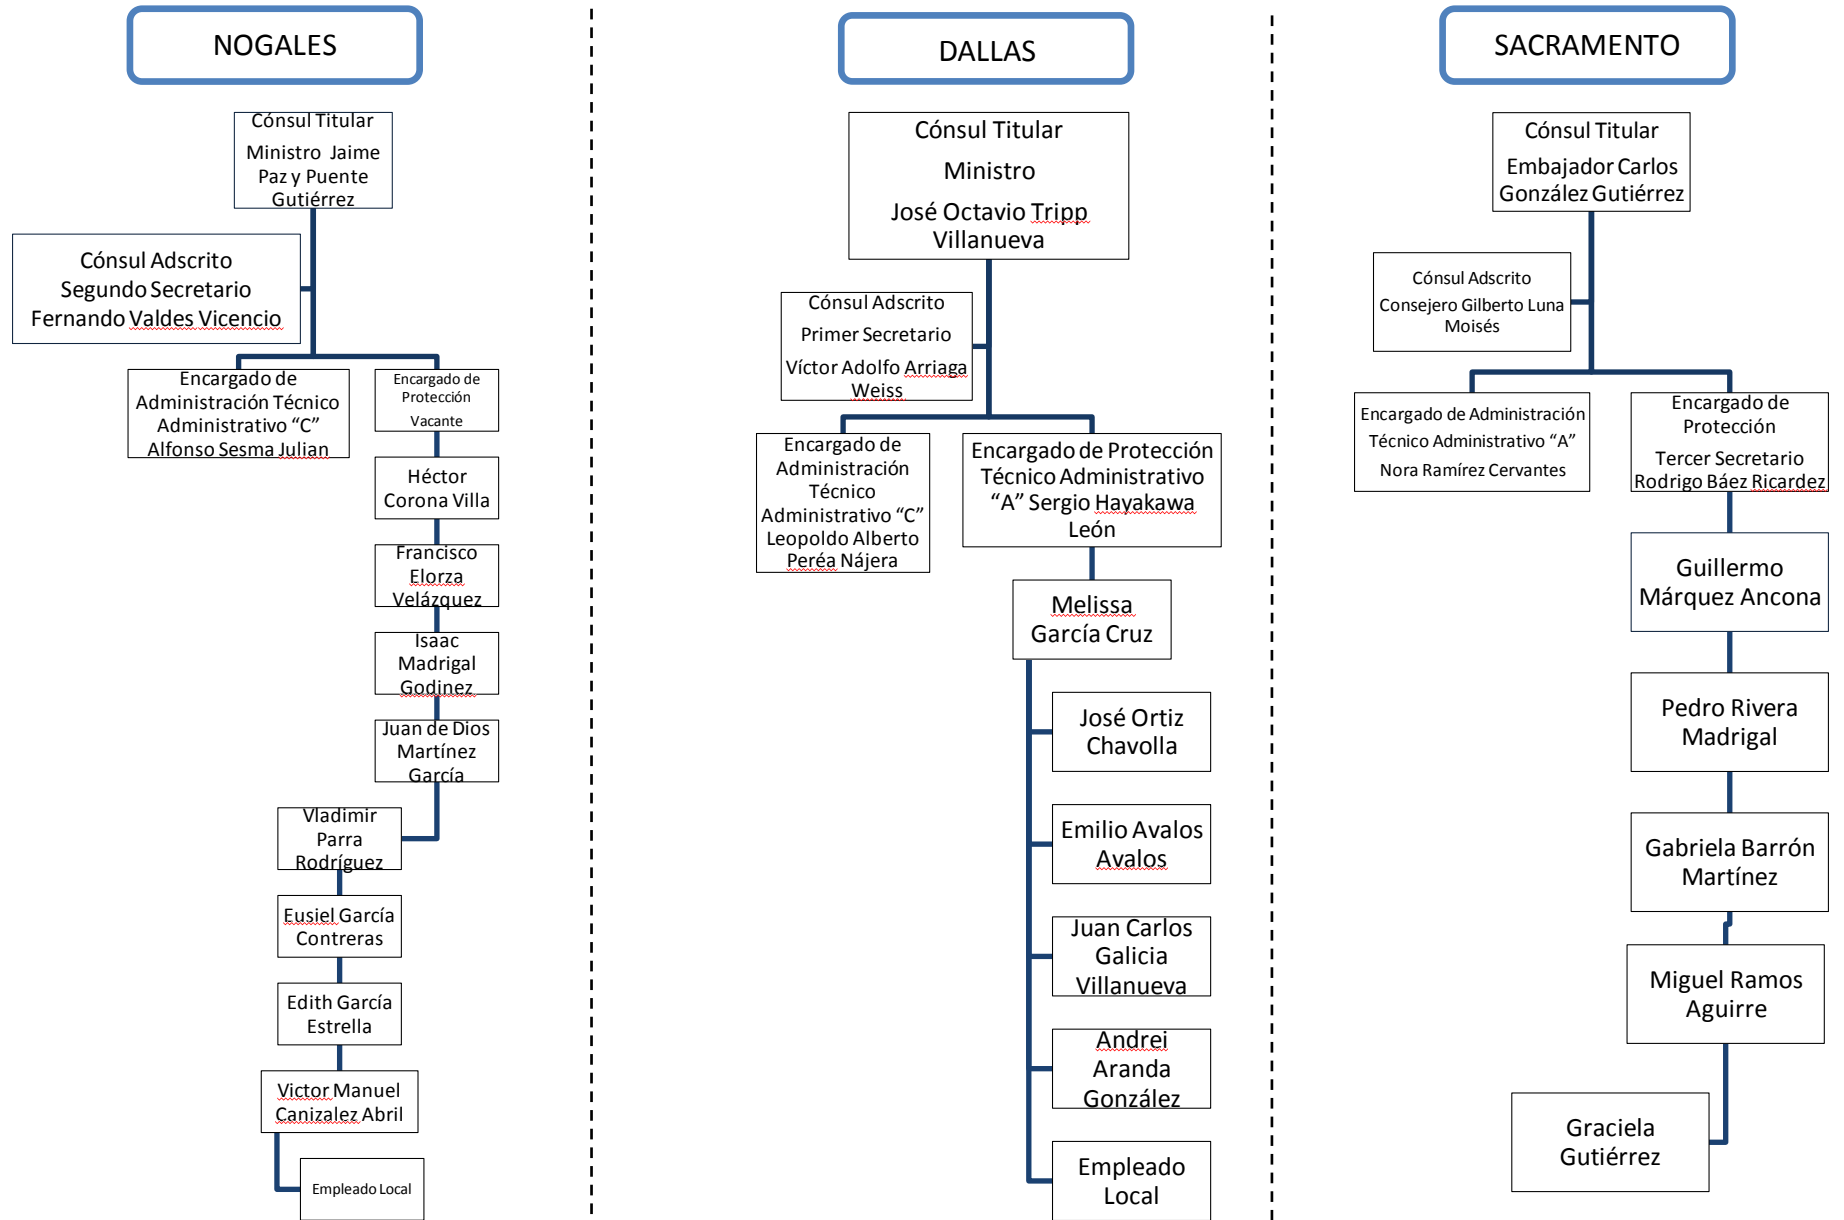 NOGALES
Cónsul Titular
Ministro Jaime
Paz y Puente
Gutiérrez
Cónsul Adscrito
Segundo Secretario
Fernando Valdes Vicencio
Encargado de
Administración Técnico
Administrativo “C”
Alfonso Sesma Julian
Encargado de
Protección
Vacante
Héctor
Corona Villa
Francisco
Elorza
Velázquez
Isaac
Madrigal
Godinez
Juan de Dios
Martínez
García
Vladimir
Parra
Rodríguez
Eusiel García
Contreras
Edith García
Estrella
Victor Manuel
Canizalez Abril
Empleado Local
DALLAS
Cónsul Titular
Ministro
José Octavio Tripp
Villanueva
Cónsul Adscrito
Primer Secretario
Víctor Adolfo Arriaga
Weiss
Encargado de
Administración
Técnico
Administrativo “C”
Leopoldo Alberto
Peréa Nájera
Encargado de Protección
Técnico Administrativo
“A” Sergio Hayakawa
León
Melissa
García Cruz
José Ortiz
Chavolla
Emilio Avalos
Avalos
Juan Carlos
Galicia
Villanueva
Andrei
Aranda
González
Empleado
Local
SACRAMENTO
Cónsul Titular
Embajador Carlos
González Gutiérrez
Cónsul Adscrito
Consejero Gilberto Luna
Moisés
Encargado de Administración
Técnico Administrativo “A”
Nora Ramírez Cervantes
Encargado de
Protección
Tercer Secretario
Rodrigo Báez Ricardez
Guillermo
Márquez Ancona
Pedro Rivera
Madrigal
Gabriela Barrón
Martínez
Miguel Ramos
Aguirre
Graciela
Gutiérrez